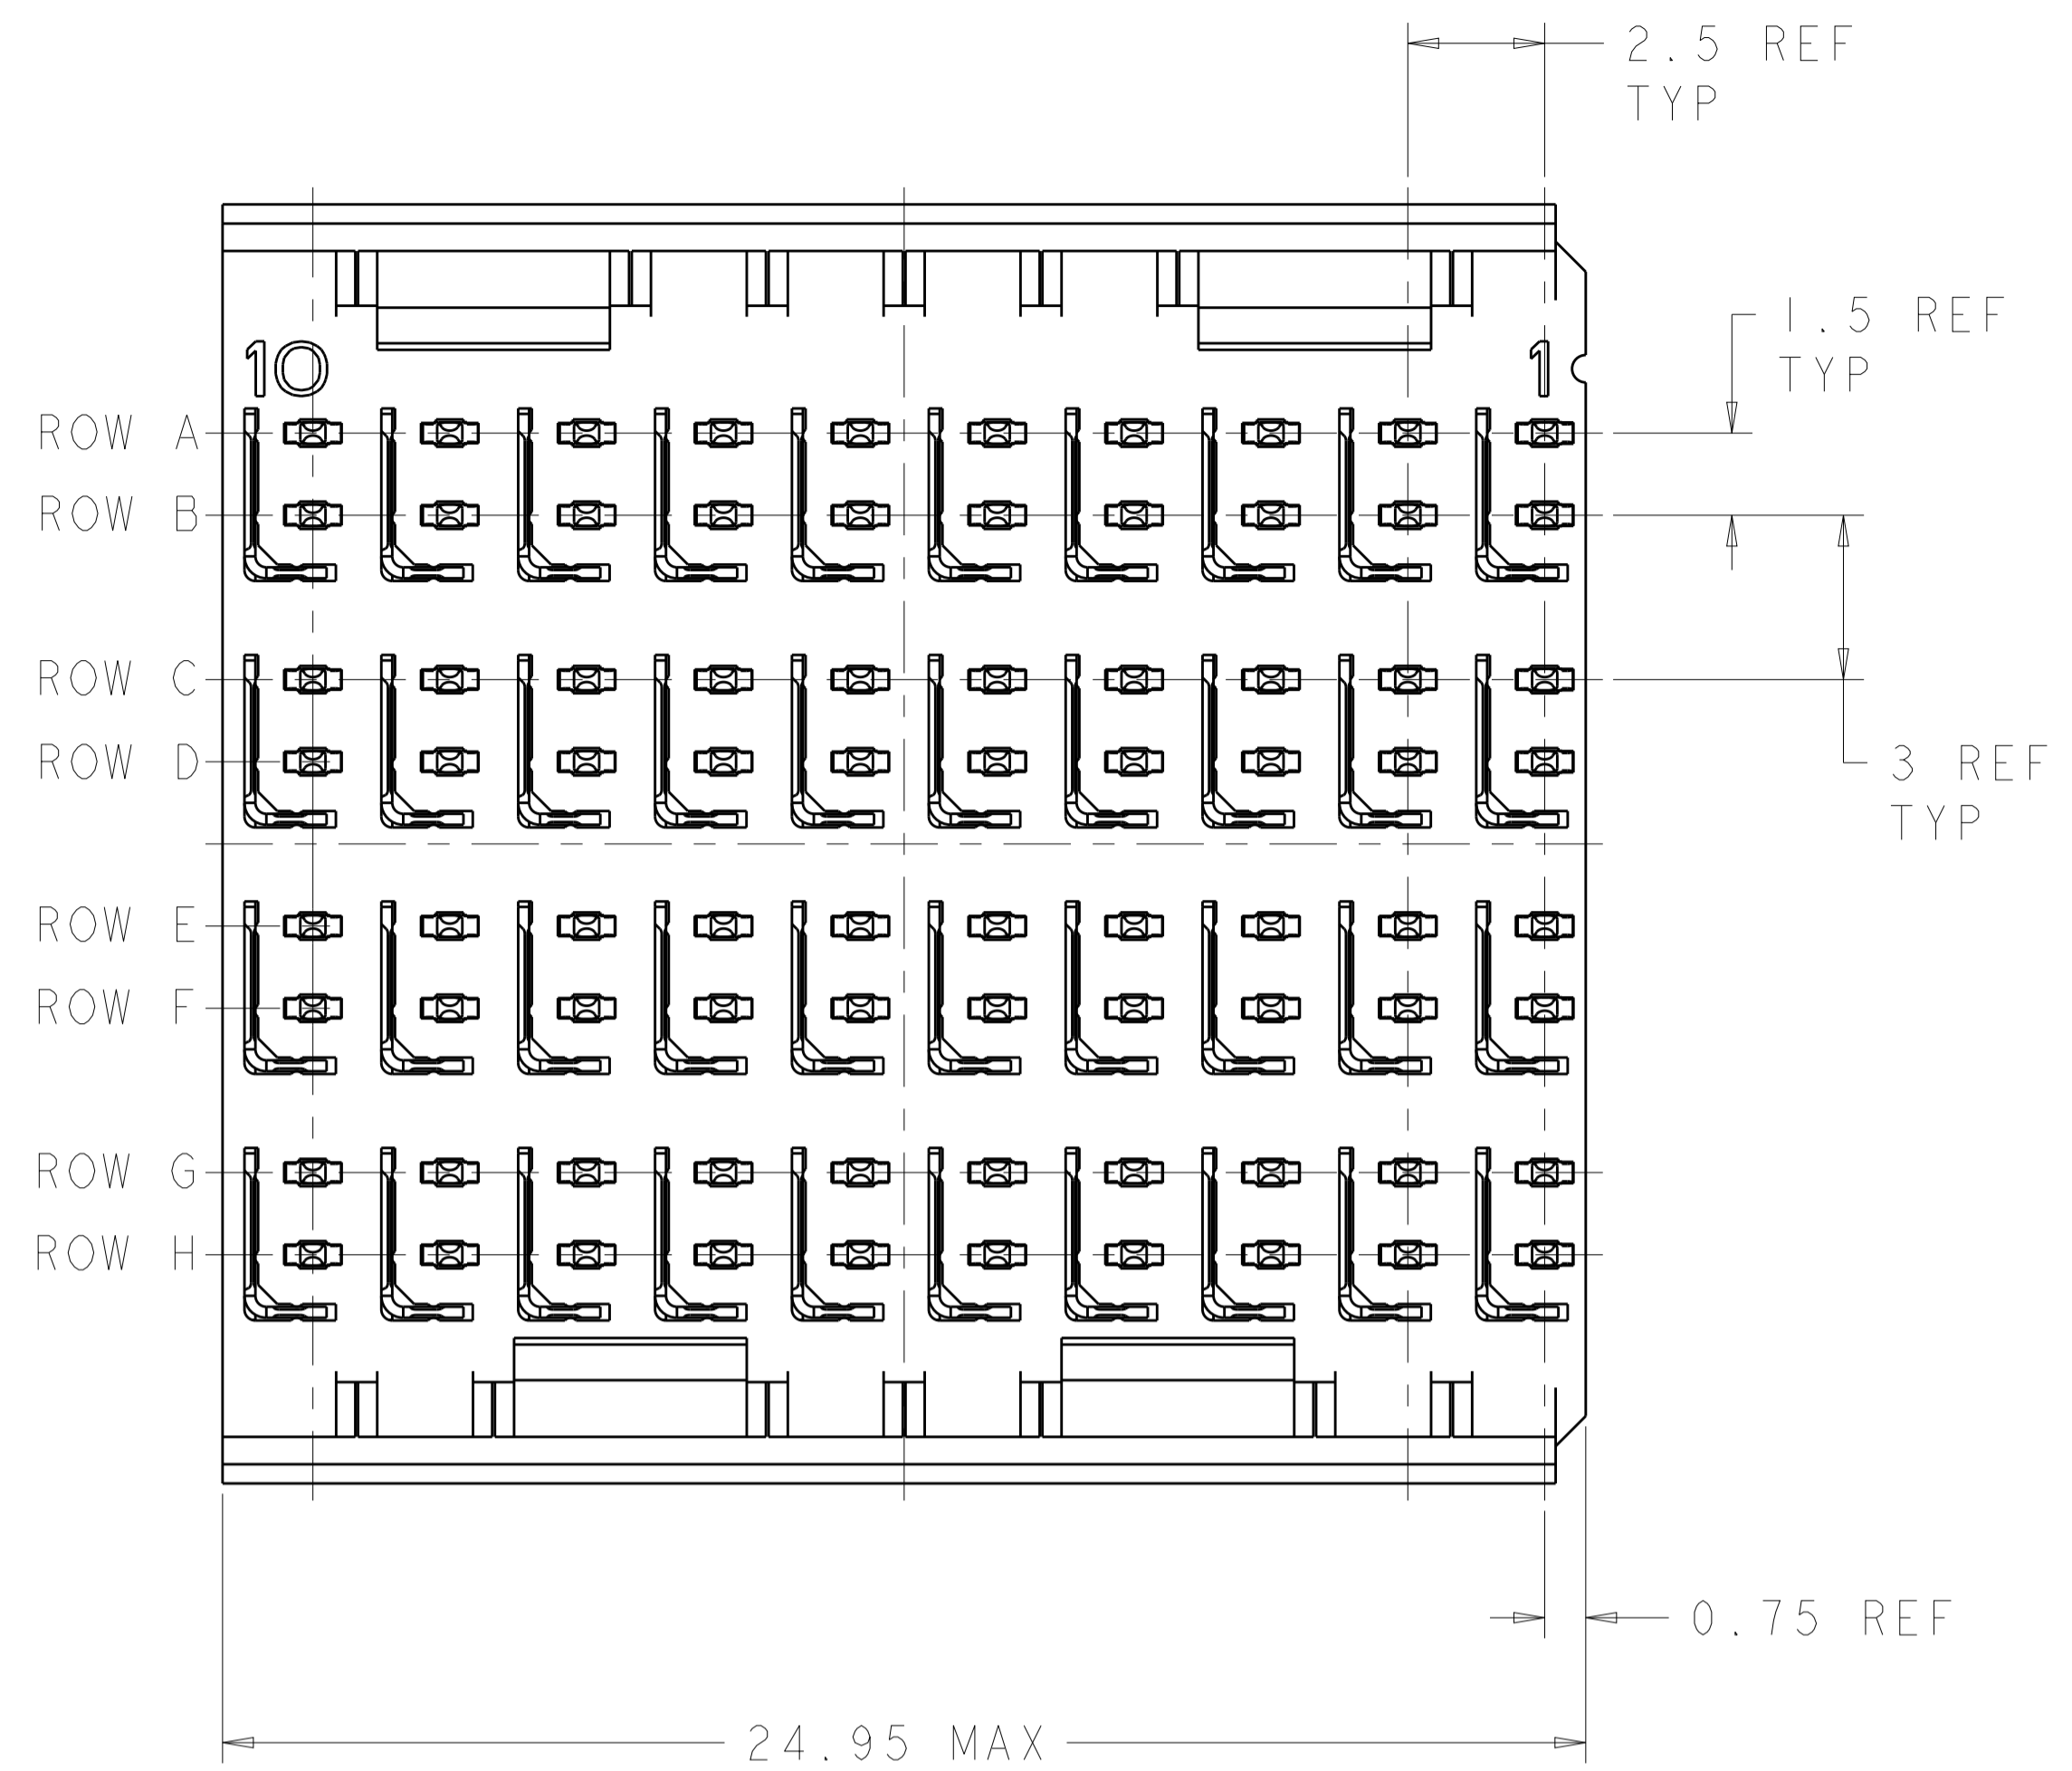 2.5 REF
TYP
1.5 REF
TYP
10
1
ROW A
ROW B
ROW C
ROW D
3 REF
TYP
ROW E
ROW F
ROW G
ROW H
0.75 REF
24.95 MAX